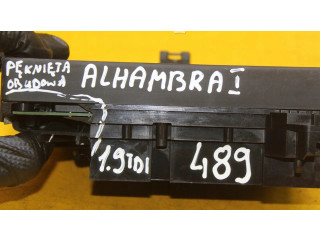 PĘKNIĘTA
OBUDOWA
ALHAMBRA I
1.9TDI
489